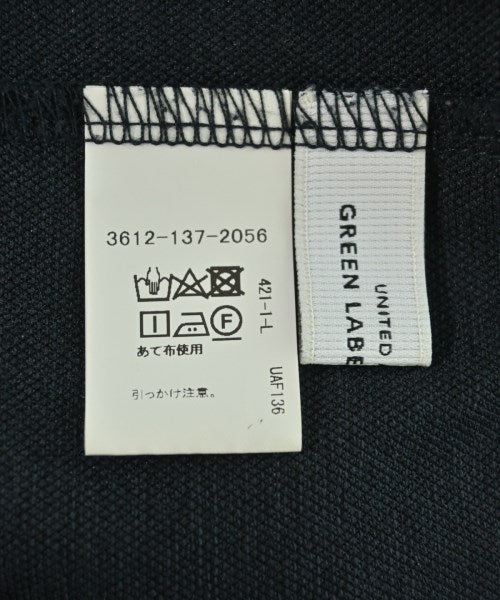 3612-137-2056
F
あて布使用
引っかけ注意。
421-1-L
UAF136
UNITED
GREEN LABE